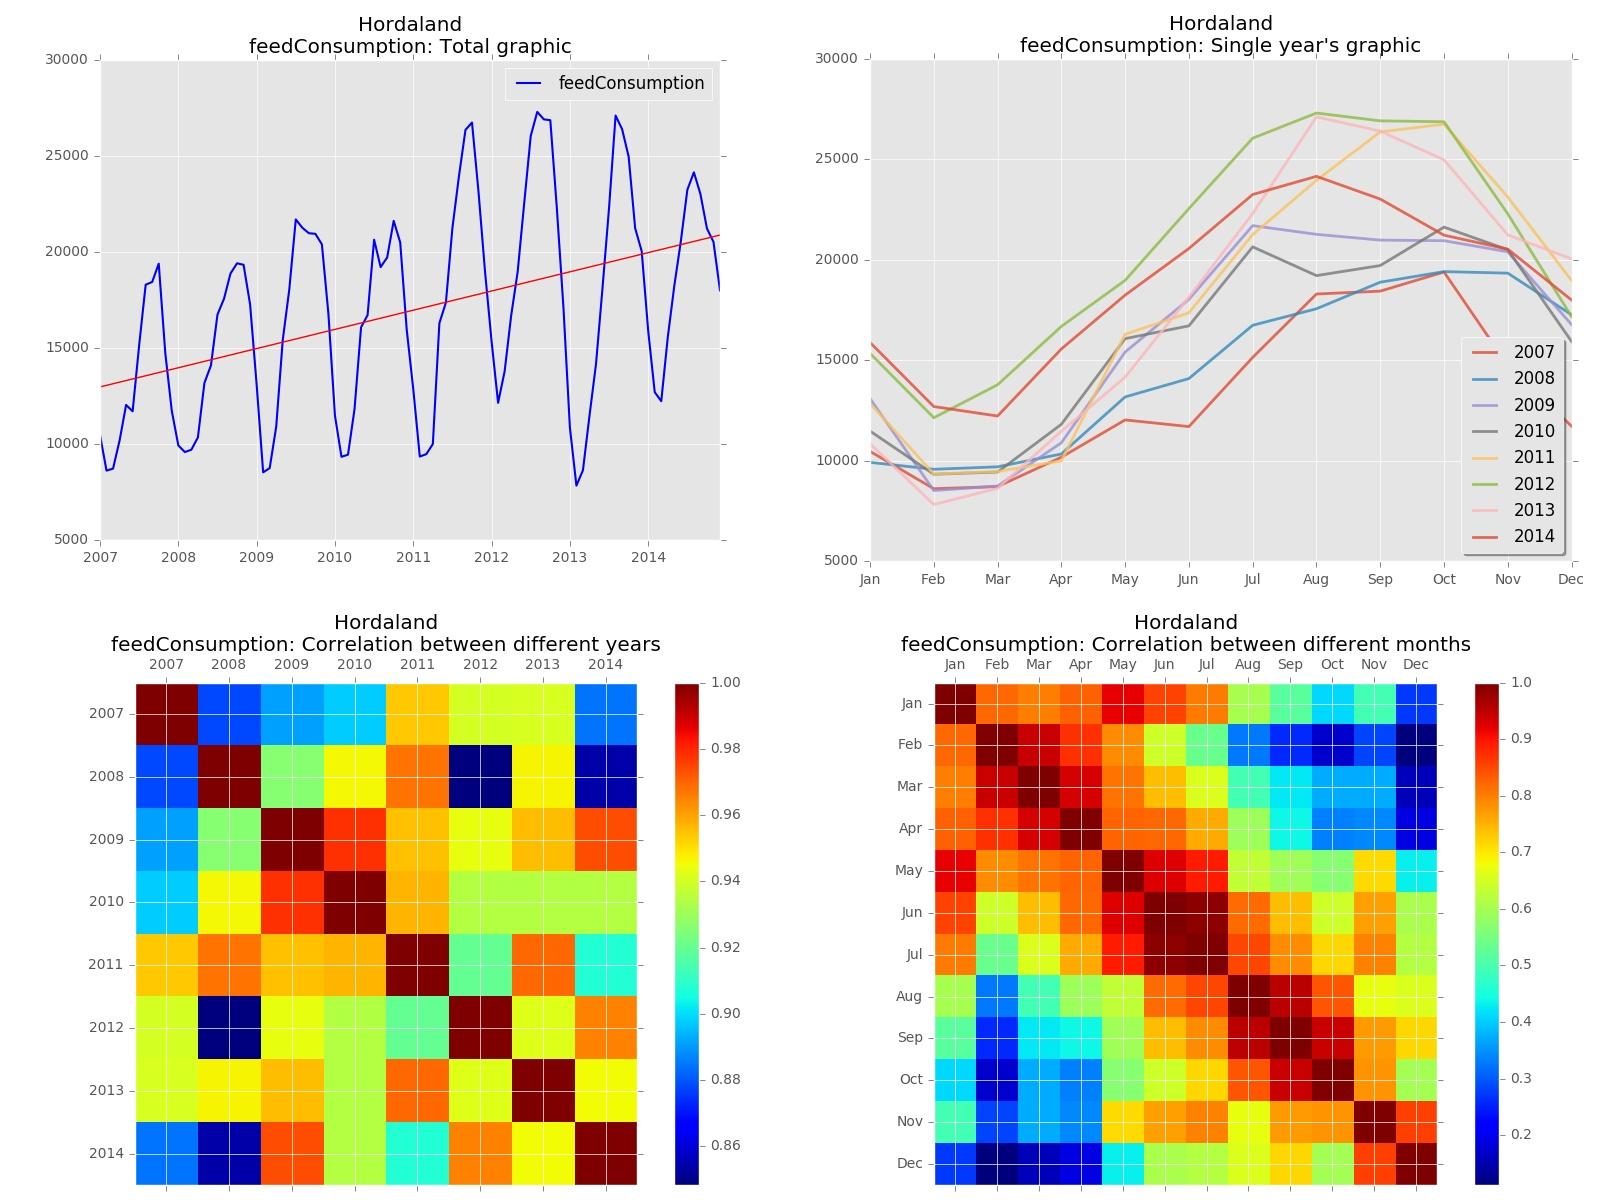 Hordaland
feedConsumption: Total graphic
30000
25000
20000
15000
10000
5000
2007 2008 2009 2010 2011 2012 2013 2014
feedConsumption
Hordaland
feedConsumption: Single year's graphic
30000
25000
20000
15000
10000
5000
Jan Feb Mar Apr May Jun Jul Aug Sep Oct Nov Dec
2007
2008
2009
2010
2011
2012
2013
2014
Hordaland
feedConsumption: Correlation between different years
2007 2008 2009 2010 2011 2012 2013 2014
2007
2008
2009
2010
2011
2012
2013
2014
1.00
0.98
0.96
0.94
0.92
0.90
0.88
0.86
Hordaland
feedConsumption: Correlation between different months
Jan Feb Mar Apr May Jun Jul Aug Sep Oct Nov Dec
Jan
Feb
Mar
Apr
May
Jun
Jul
Aug
Sep
Oct
Nov
Dec
1.0
0.9
0.8
0.7
0.6
0.5
0.4
0.3
0.2